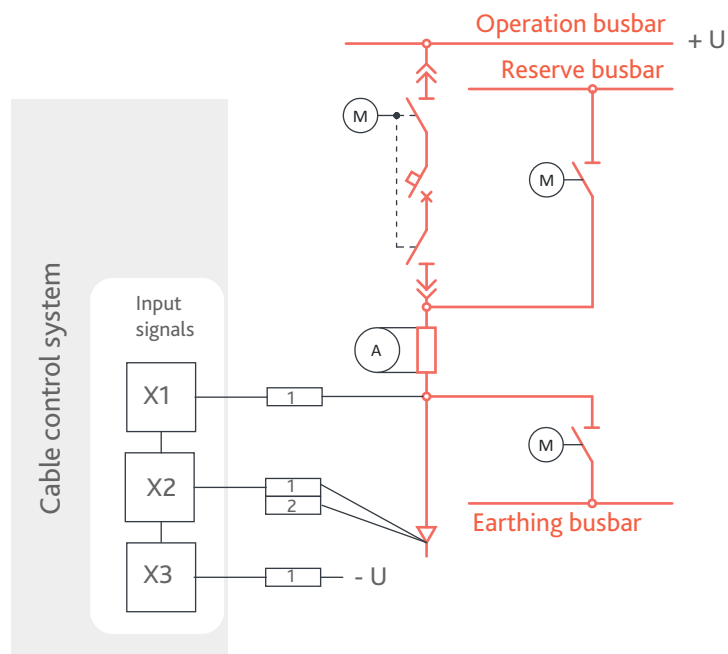 Operation busbar
+ U
Reserve busbar
M
M
Cable control system
Input
signals
A
X1
1
M
X2
1
2
Earthing busbar
X3
1
- U